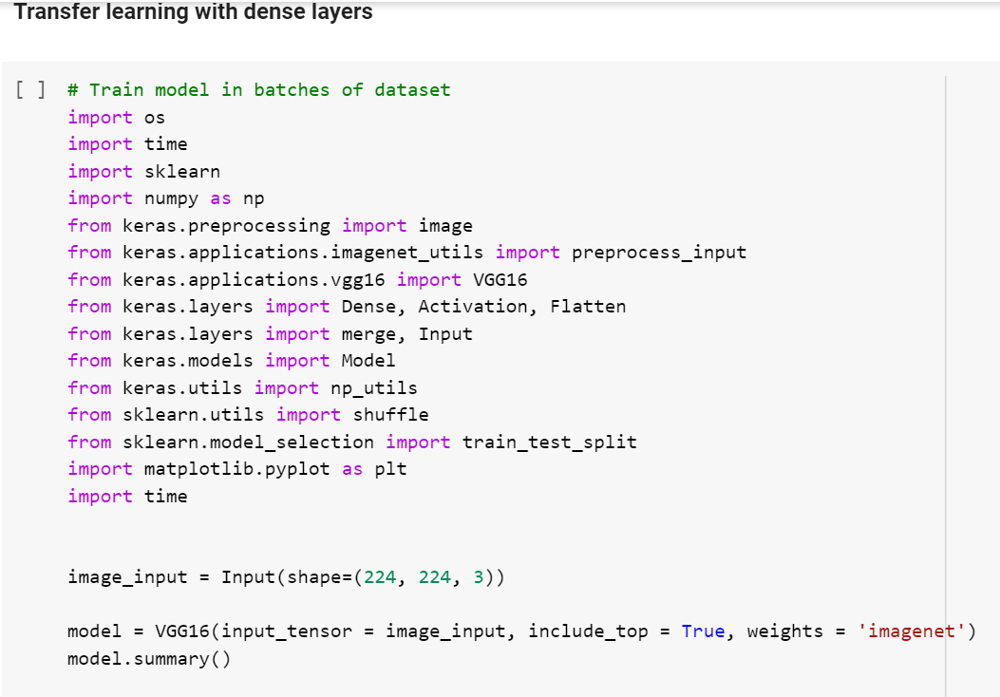 Transfer learning with dense layers
[ ] # Train model in batches of dataset
import os
import time
import sklearn
import numpy as np
from keras.preprocessing import image
from keras.applications.imagenet_utils import preprocess_input
from keras.applications.vgg16 import VGG16
from keras.layers import Dense, Activation, Flatten
from keras.layers import merge, Input
from keras.models import Model
from keras.utils import np_utils
from sklearn.utils import shuffle
from sklearn.model_selection import train_test_split
import matplotlib.pyplot as plt
import time
image_input = Input(shape=(224, 224, 3))
model = VGG16(input_tensor = image_input, include_top = True, weights = 'imagenet')
model.summary()